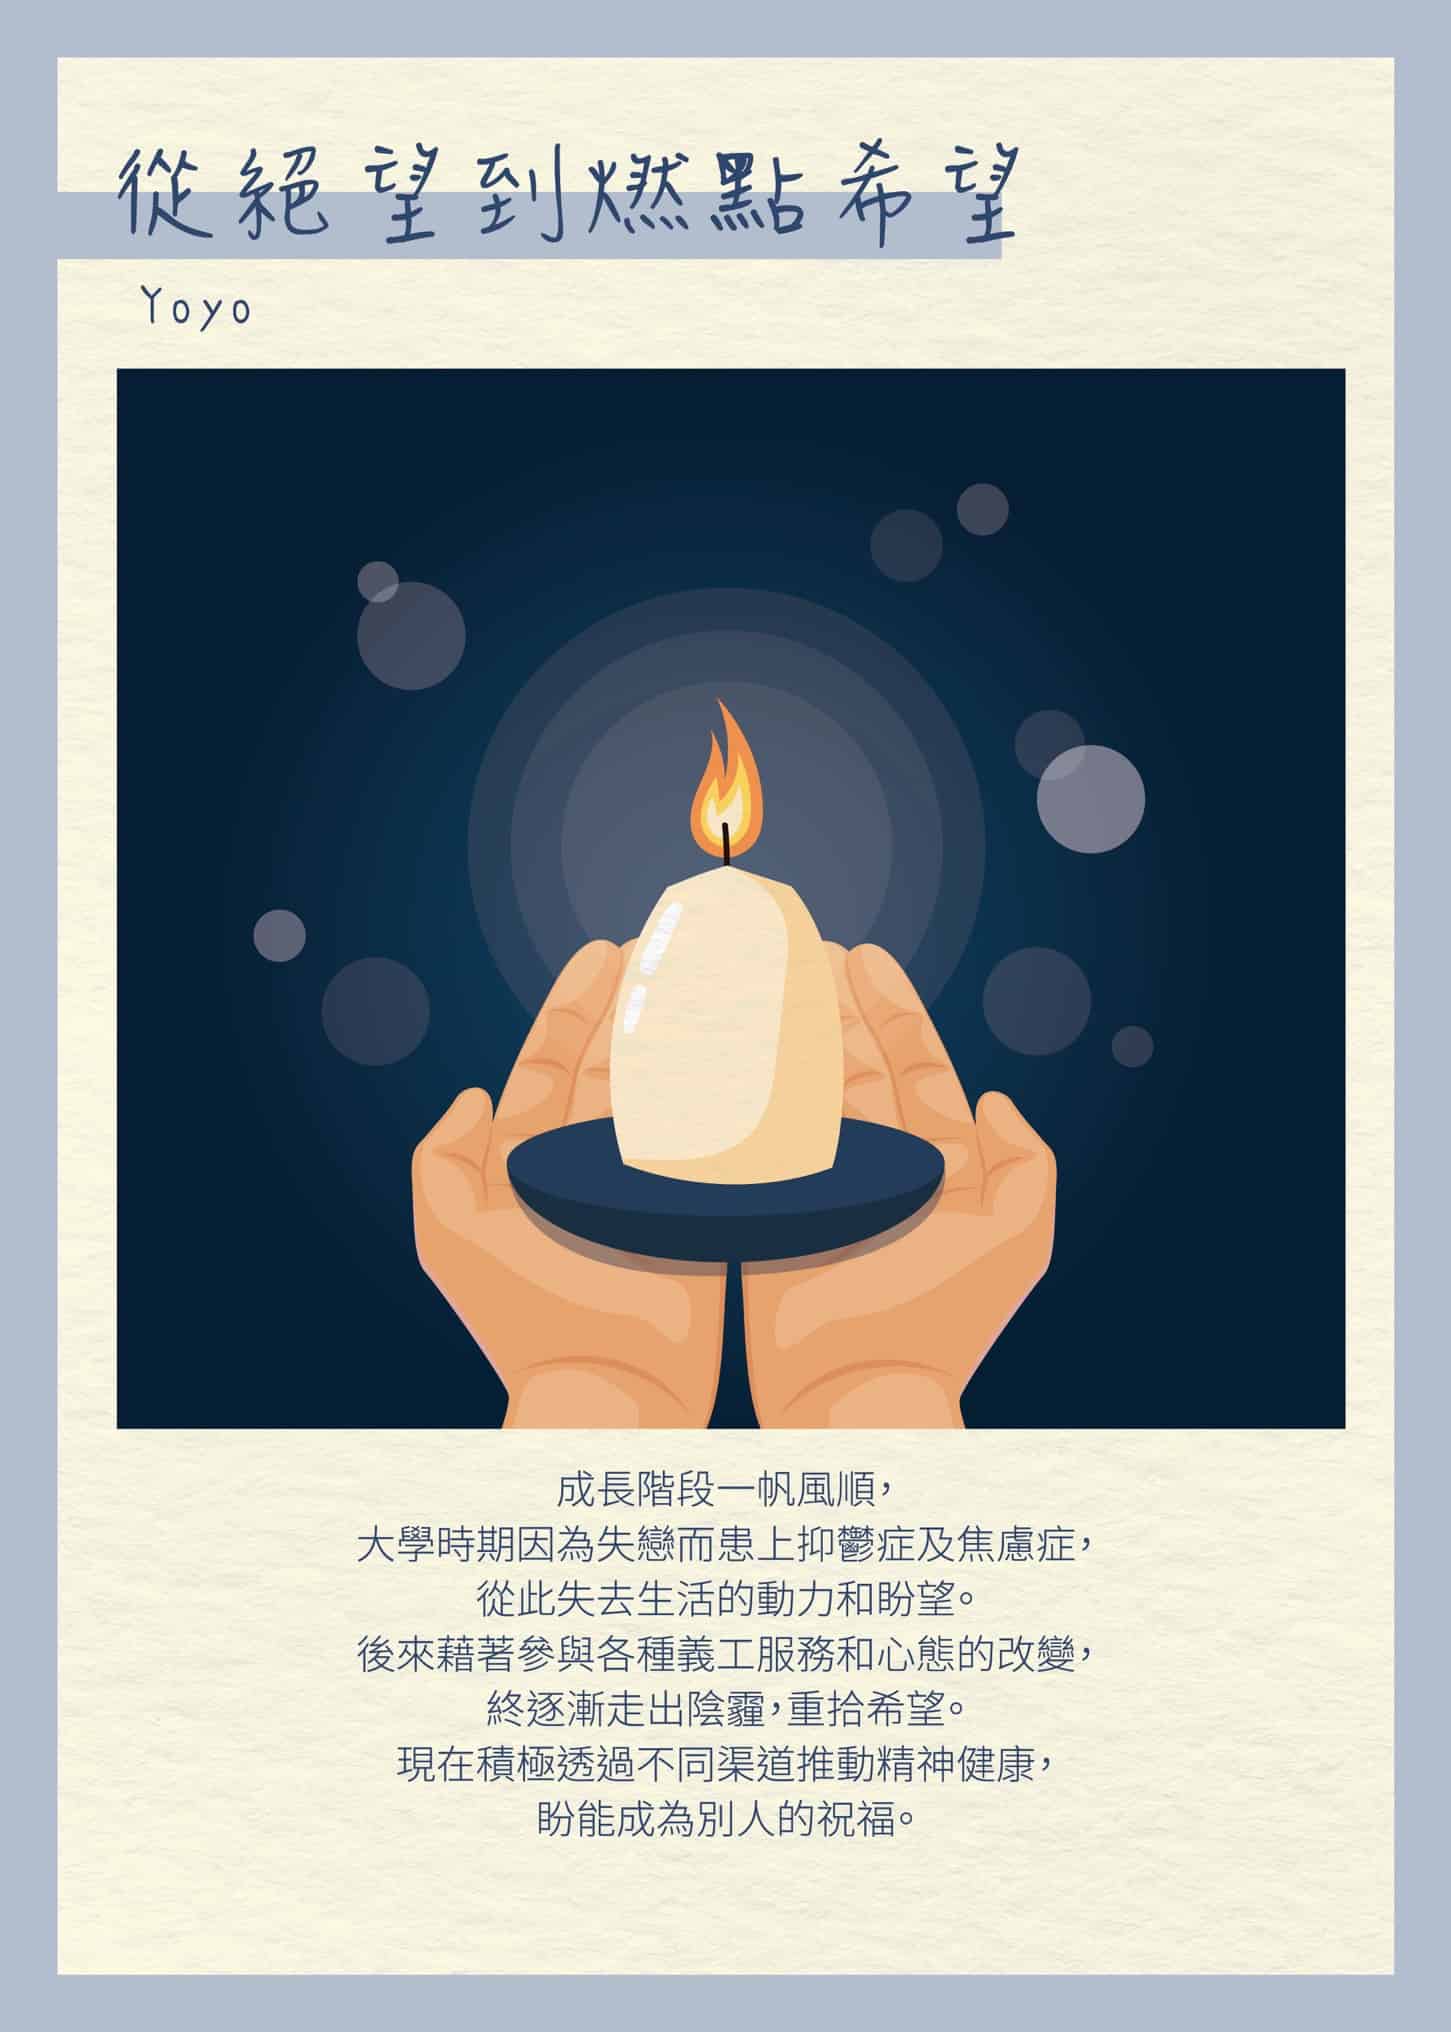 從絕望到燃點希望
Yoyo
成長階段一帆風順，
大學時期因為失戀而患上抑鬱症及焦慮症，
從此失去生活的動力和盼望。
後來藉著參與各種義工服務和心態的改變，
終逐漸走出陰霾，重拾希望。
現在積極透過不同渠道推動精神健康，
盼能成為別人的祝福。